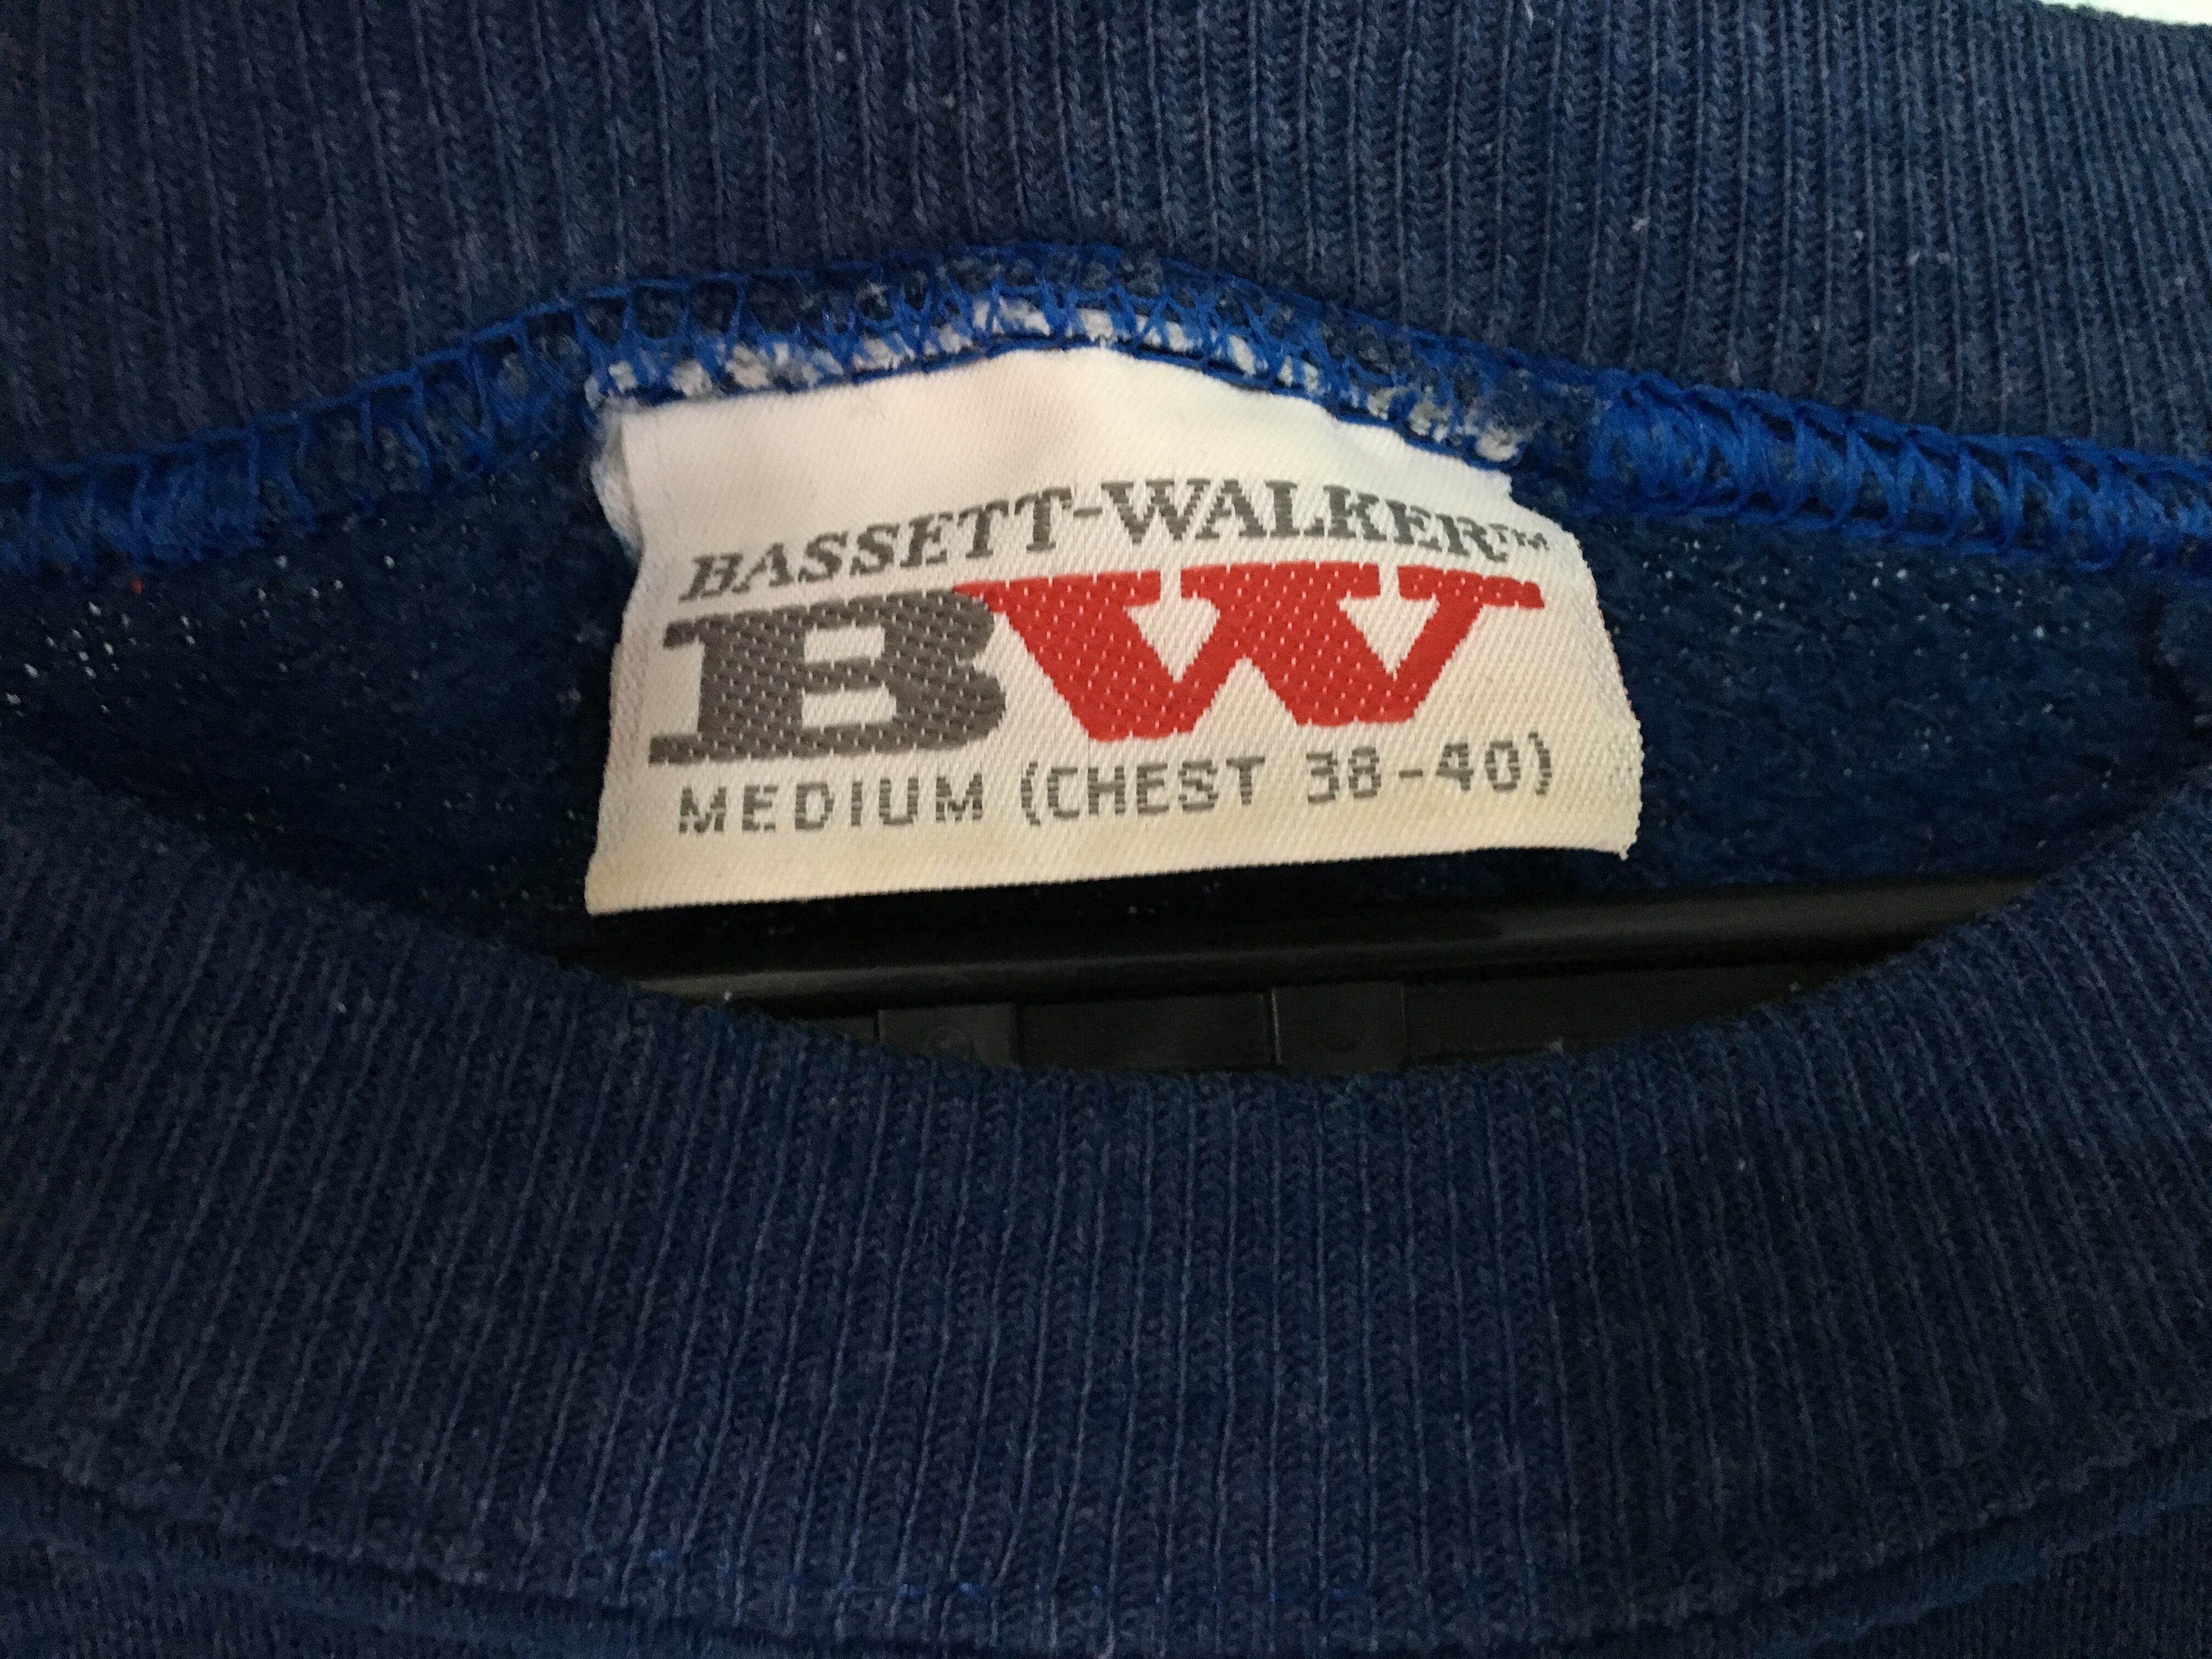 BASSETT-WALKER™
BW
MEDIUM (CHEST 38-40)